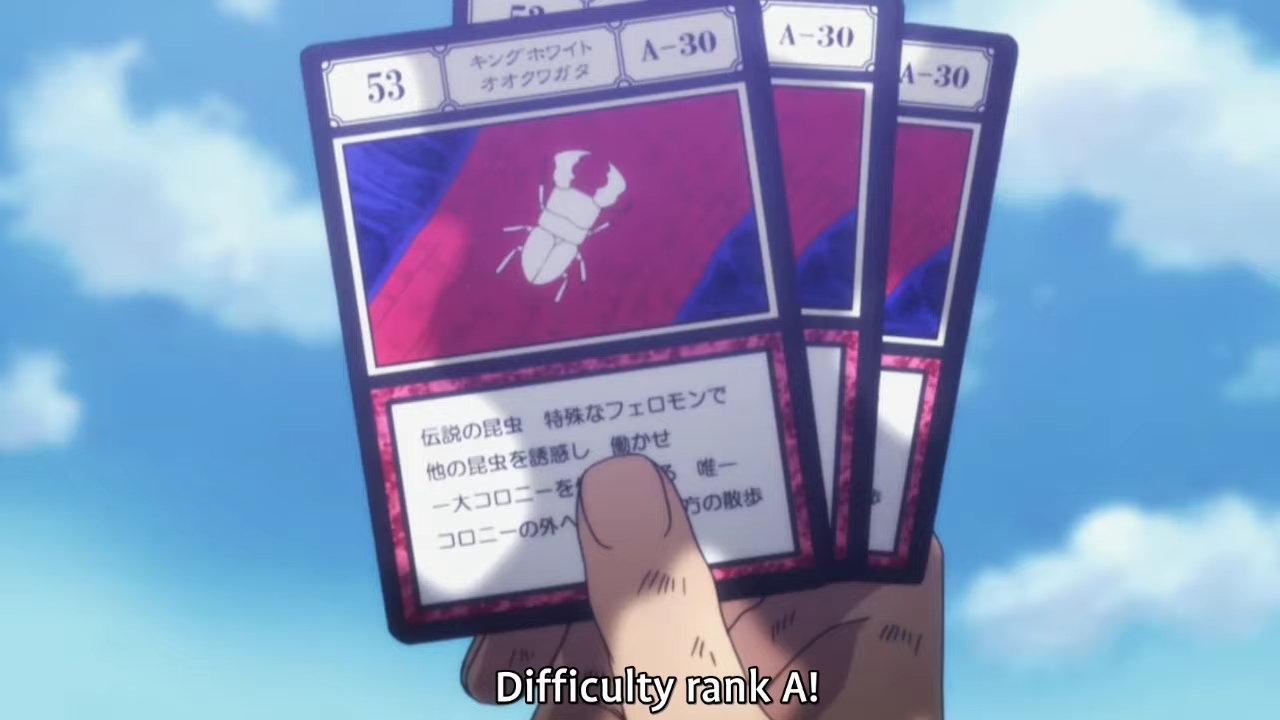 53
53
キングホワイト
オオクワガタ
A-30
A-30
A-30
伝説の昆虫 特殊なフェロモンで
他の昆虫を誘惑し 働かせ
一大コロニーを
る 唯一
コロニーの外へ
方の散歩
歩
Difficulty rank A!